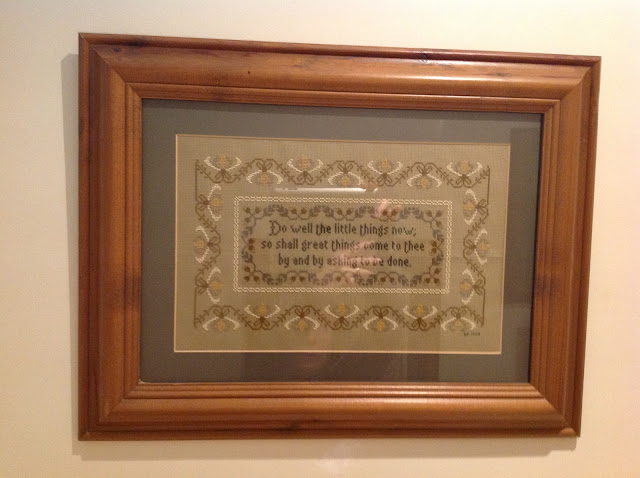 Do well the little things now;
so shall great things come to thee
by and by asking to be done.